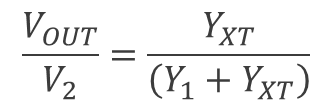 V_OUT / V_2 = Y_XT / (Y_1 + Y_XT)